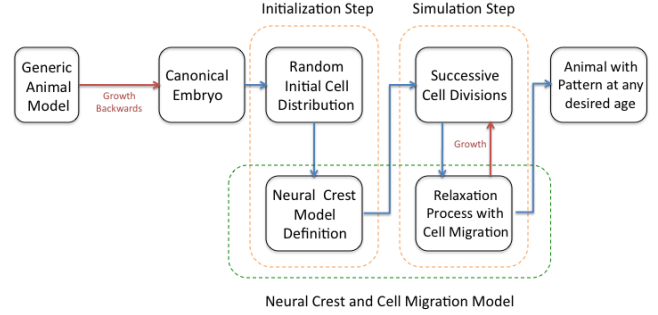 Initialization Step
Simulation Step
Generic
Animal
Model
Growth
Backwards
Canonical
Embryo
Random
Initial Cell
Distribution
Successive
Cell Divisions
Animal with
Pattern at any
desired age
Growth
Neural Crest
Model
Definition
Relaxation
Process with
Cell Migration
Neural Crest and Cell Migration Model